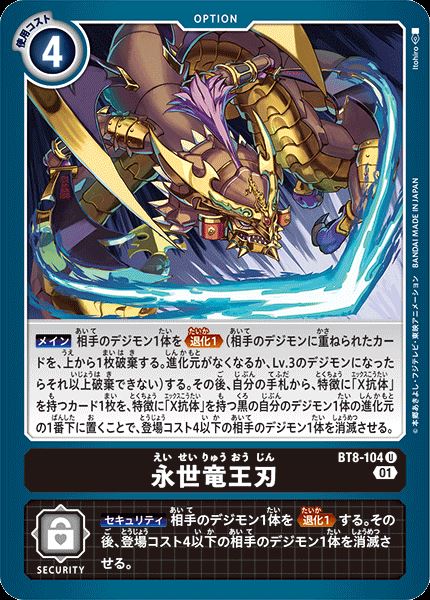 使用コスト
4
OPTION
Itohiro
©本郷あきよし・フジテレビ・東映アニメーション BANDAI MADE IN JAPAN
メイン 相手のデジモン1体を 退化1 (相手のデジモンに重ねられたカー
ドを、上から1枚破棄する。進化元がなくなるか、Lv.3のデジモンになった
らそれ以上破棄できない)する。その後、自分の手札から、特徴に「X抗体」
を持つカード1枚を、特徴に「X抗体」を持つ黒の自分のデジモン1体の進化元
の1番下に置くことで、登場コスト4以下の相手のデジモン1体を消滅させる。
BT8-104 U
えいせいりゅうおうじん
永世竜王刃
01
セキュリティ 相手のデジモン1体を 退化1 する。その
後、登場コスト4以下の相手のデジモン1体を消滅さ
せる。
SECURITY